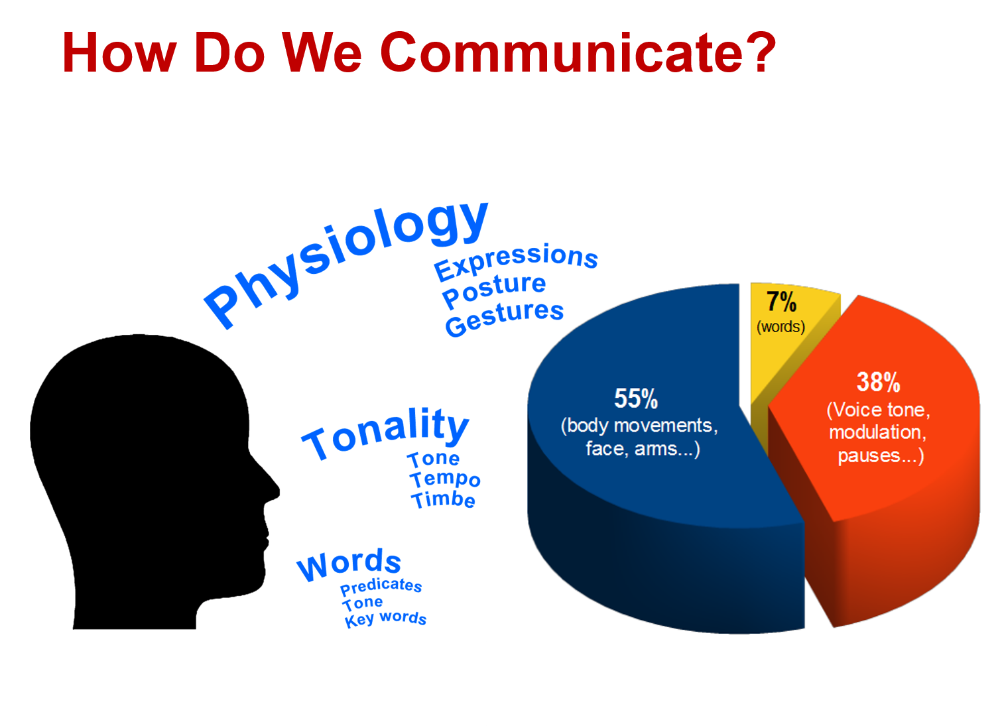 How Do We Communicate?
Physiology
Expressions
Posture
Gestures
Tonality
Tone
Tempo
Timbe
Words
Predicates
Tone
Key words
55%
(body movements,
face, arms...)
7%
(words)
38%
(Voice tone,
modulation,
pauses...)